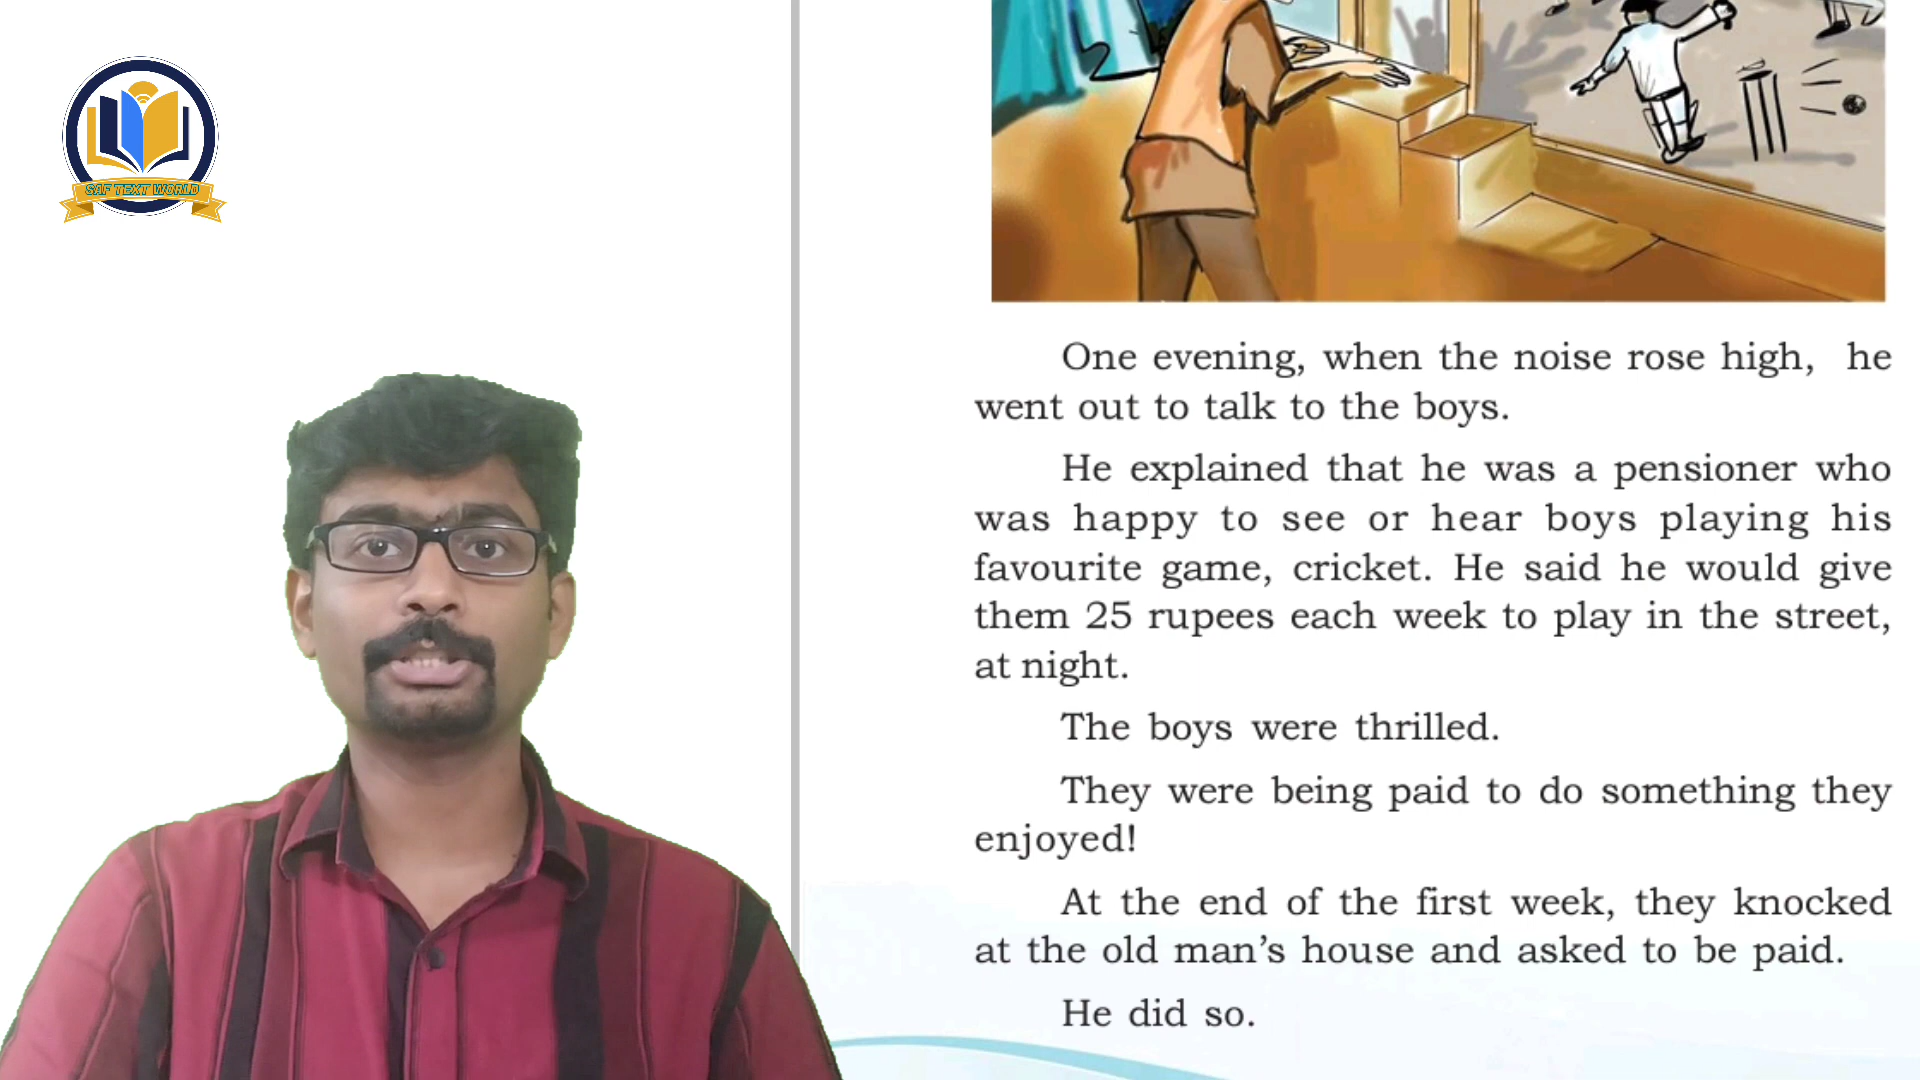 SAF TEXT WORLD
One evening, when the noise rose high, he
went out to talk to the boys.
He explained that he was a pensioner who
was happy to see or hear boys playing his
favourite game, cricket. He said he would give
them 25 rupees each week to play in the street,
at night.
The boys were thrilled.
They were being paid to do something they
enjoyed!
At the end of the first week, they knocked
at the old man's house and asked to be paid.
He did so.